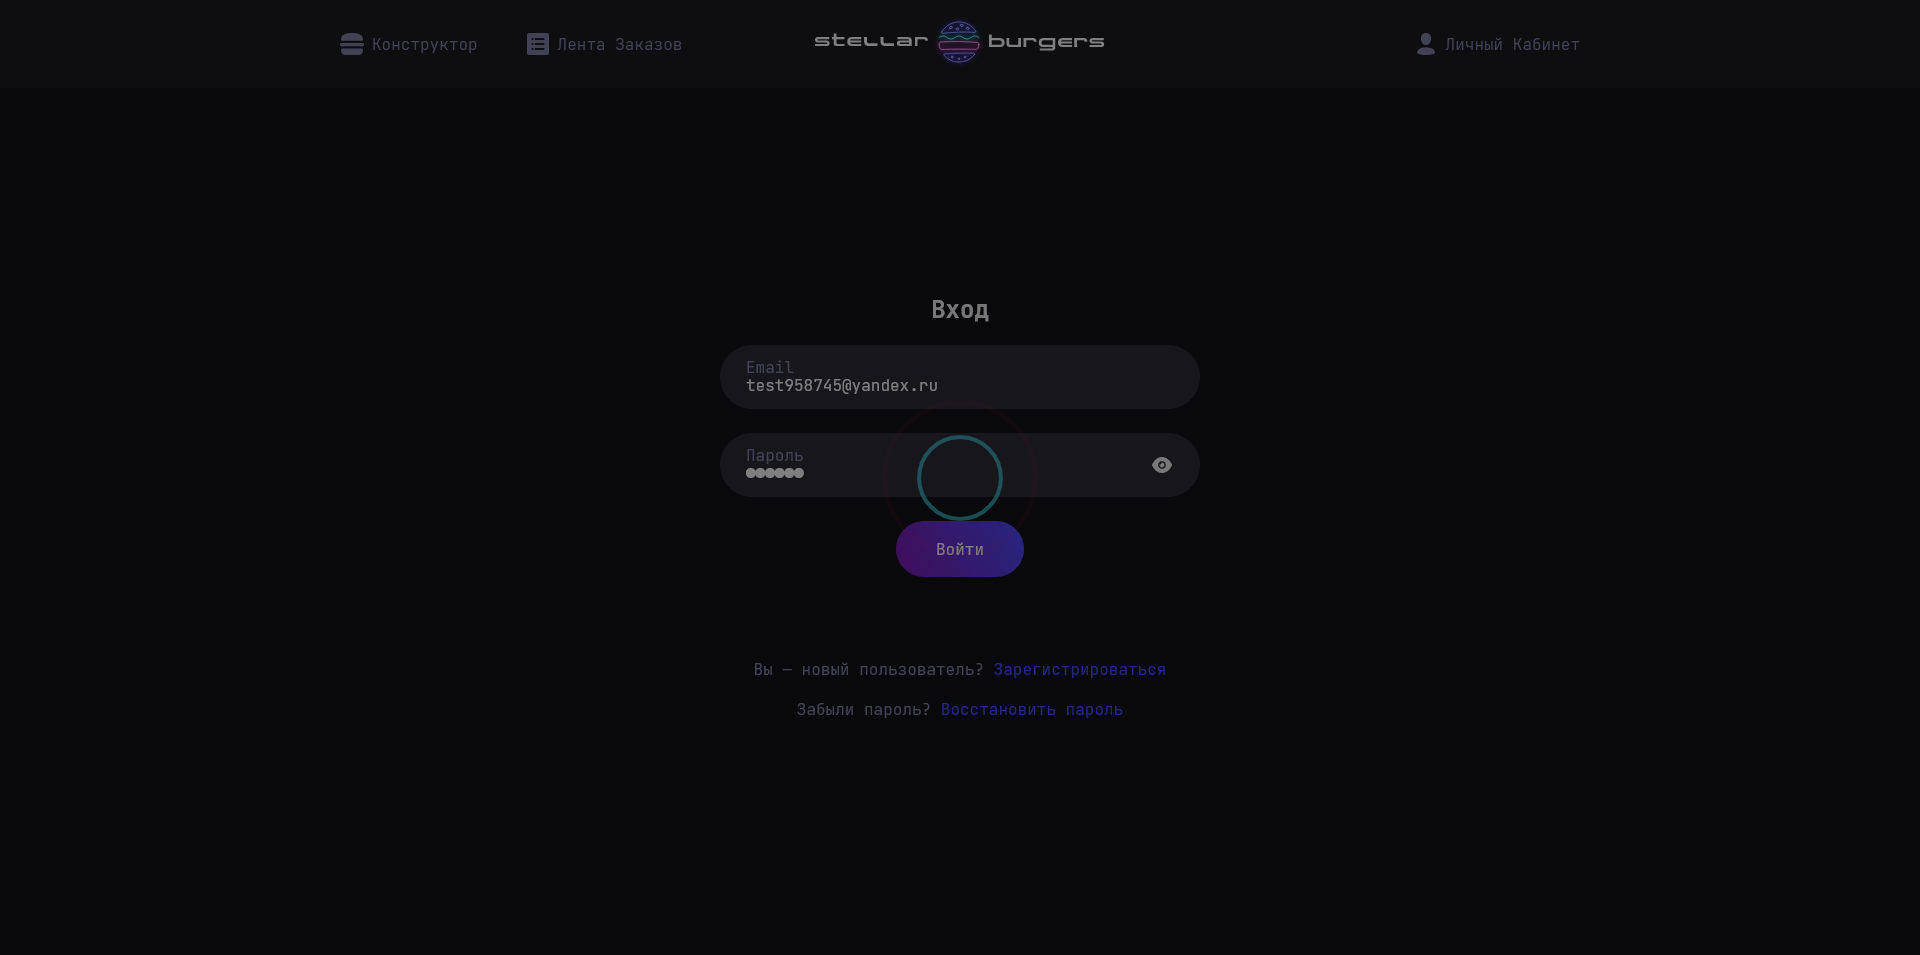 Конструктор
Лента Заказов
stellar burgers
Личный Кабинет
Вход
Email
test958745@yandex.ru
Пароль
●●●●●●
Войти
Вы — новый пользователь? Зарегистрироваться
Забыли пароль? Восстановить пароль